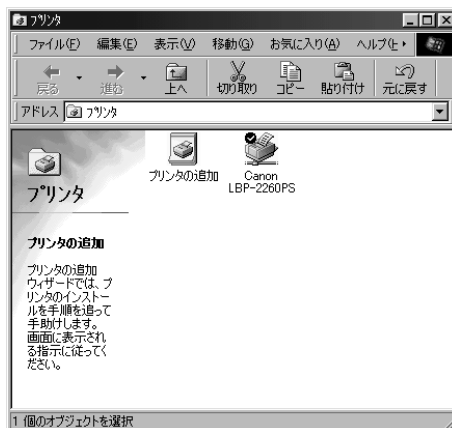 プリンタ
ファイル(F) 編集(E) 表示(V) 移動(G) お気に入り(A) ヘルプ(H)
戻る 進む 上へ 切り取り コピー 貼り付け 元に戻す
アドレス プリンタ
プリンタ
プリンタの追加
Canon
LBP-2260PS
プリンタの追加
プリンタの追加
ウィザードでは、プ
リンタのインストー
ルを手順を追って
手助けします。
画面に表示され
る指示に従ってく
ださい。
1 個のオブジェクトを選択